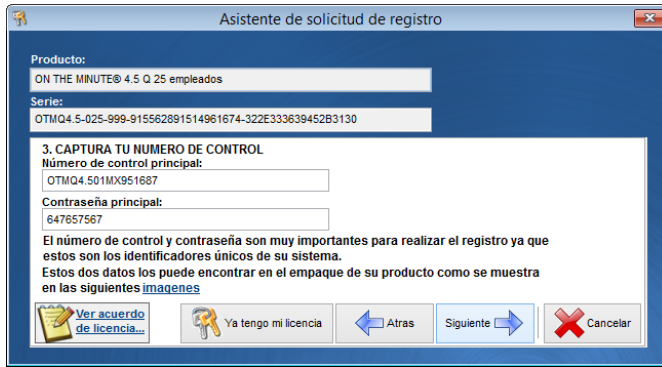 Asistente de solicitud de registro
Producto:
ON THE MINUTE® 4.5 Q 25 empleados
Serie:
OTMQ4.5-025-999-915562891514961674-322E333639452B3130
3. CAPTURA TU NUMERO DE CONTROL
Número de control principal:
OTMQ4.501MX951687
Contraseña principal:
647657567
El número de control y contraseña son muy importantes para realizar el registro ya que
estos son los identificadores únicos de su sistema.
Estos dos datos los puede encontrar en el empaque de su producto como se muestra
en las siguientes imagenes
Ver acuerdo
de licencia...
Ya tengo mi licencia
Atras
Siguiente
Cancelar